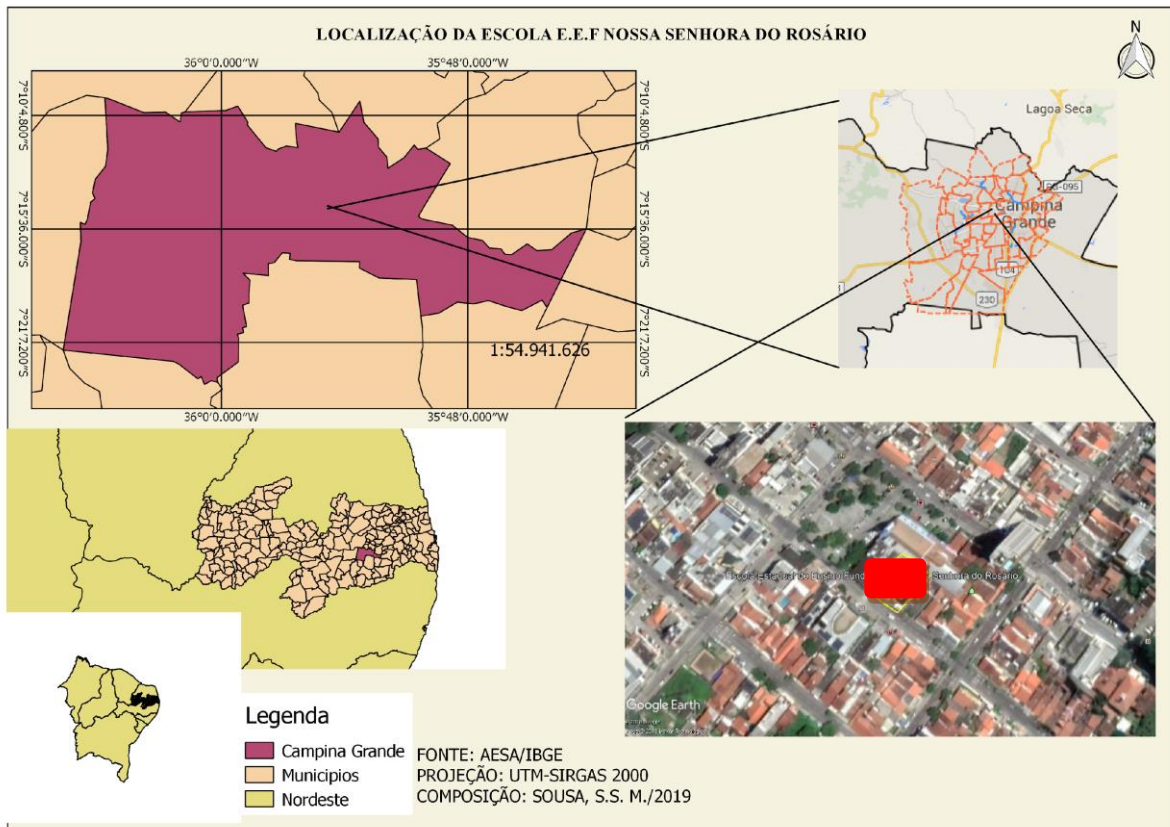 LOCALIZAÇÃO DA ESCOLA E.E.F NOSSA SENHORA DO ROSÁRIO
N
36°0'0.000"W
35°48'0.000"W
7°10'4.800"S
7°10'4.800"S
7°15'36.000"S
7°15'36.000"S
7°21'7.200"S
7°21'7.200"S
1:54.941.626
36°0'0.000"W
35°48'0.000"W
Lagoa Seca
Campina
Grande
104
230
Senhora do Rosário
Google Earth
Legenda
Campina Grande
Municipios
Nordeste
FONTE: AESA/IBGE
PROJEÇÃO: UTM-SIRGAS 2000
COMPOSIÇÃO: SOUSA, S.S. M./2019